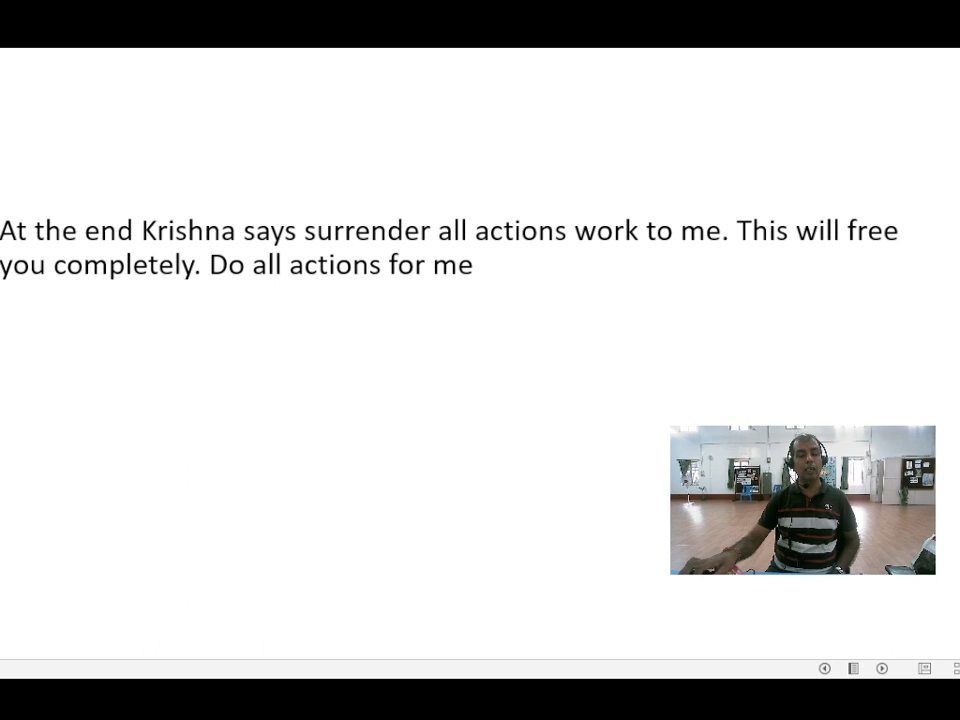 At the end Krishna says surrender all actions work to me. This will free
you completely. Do all actions for me